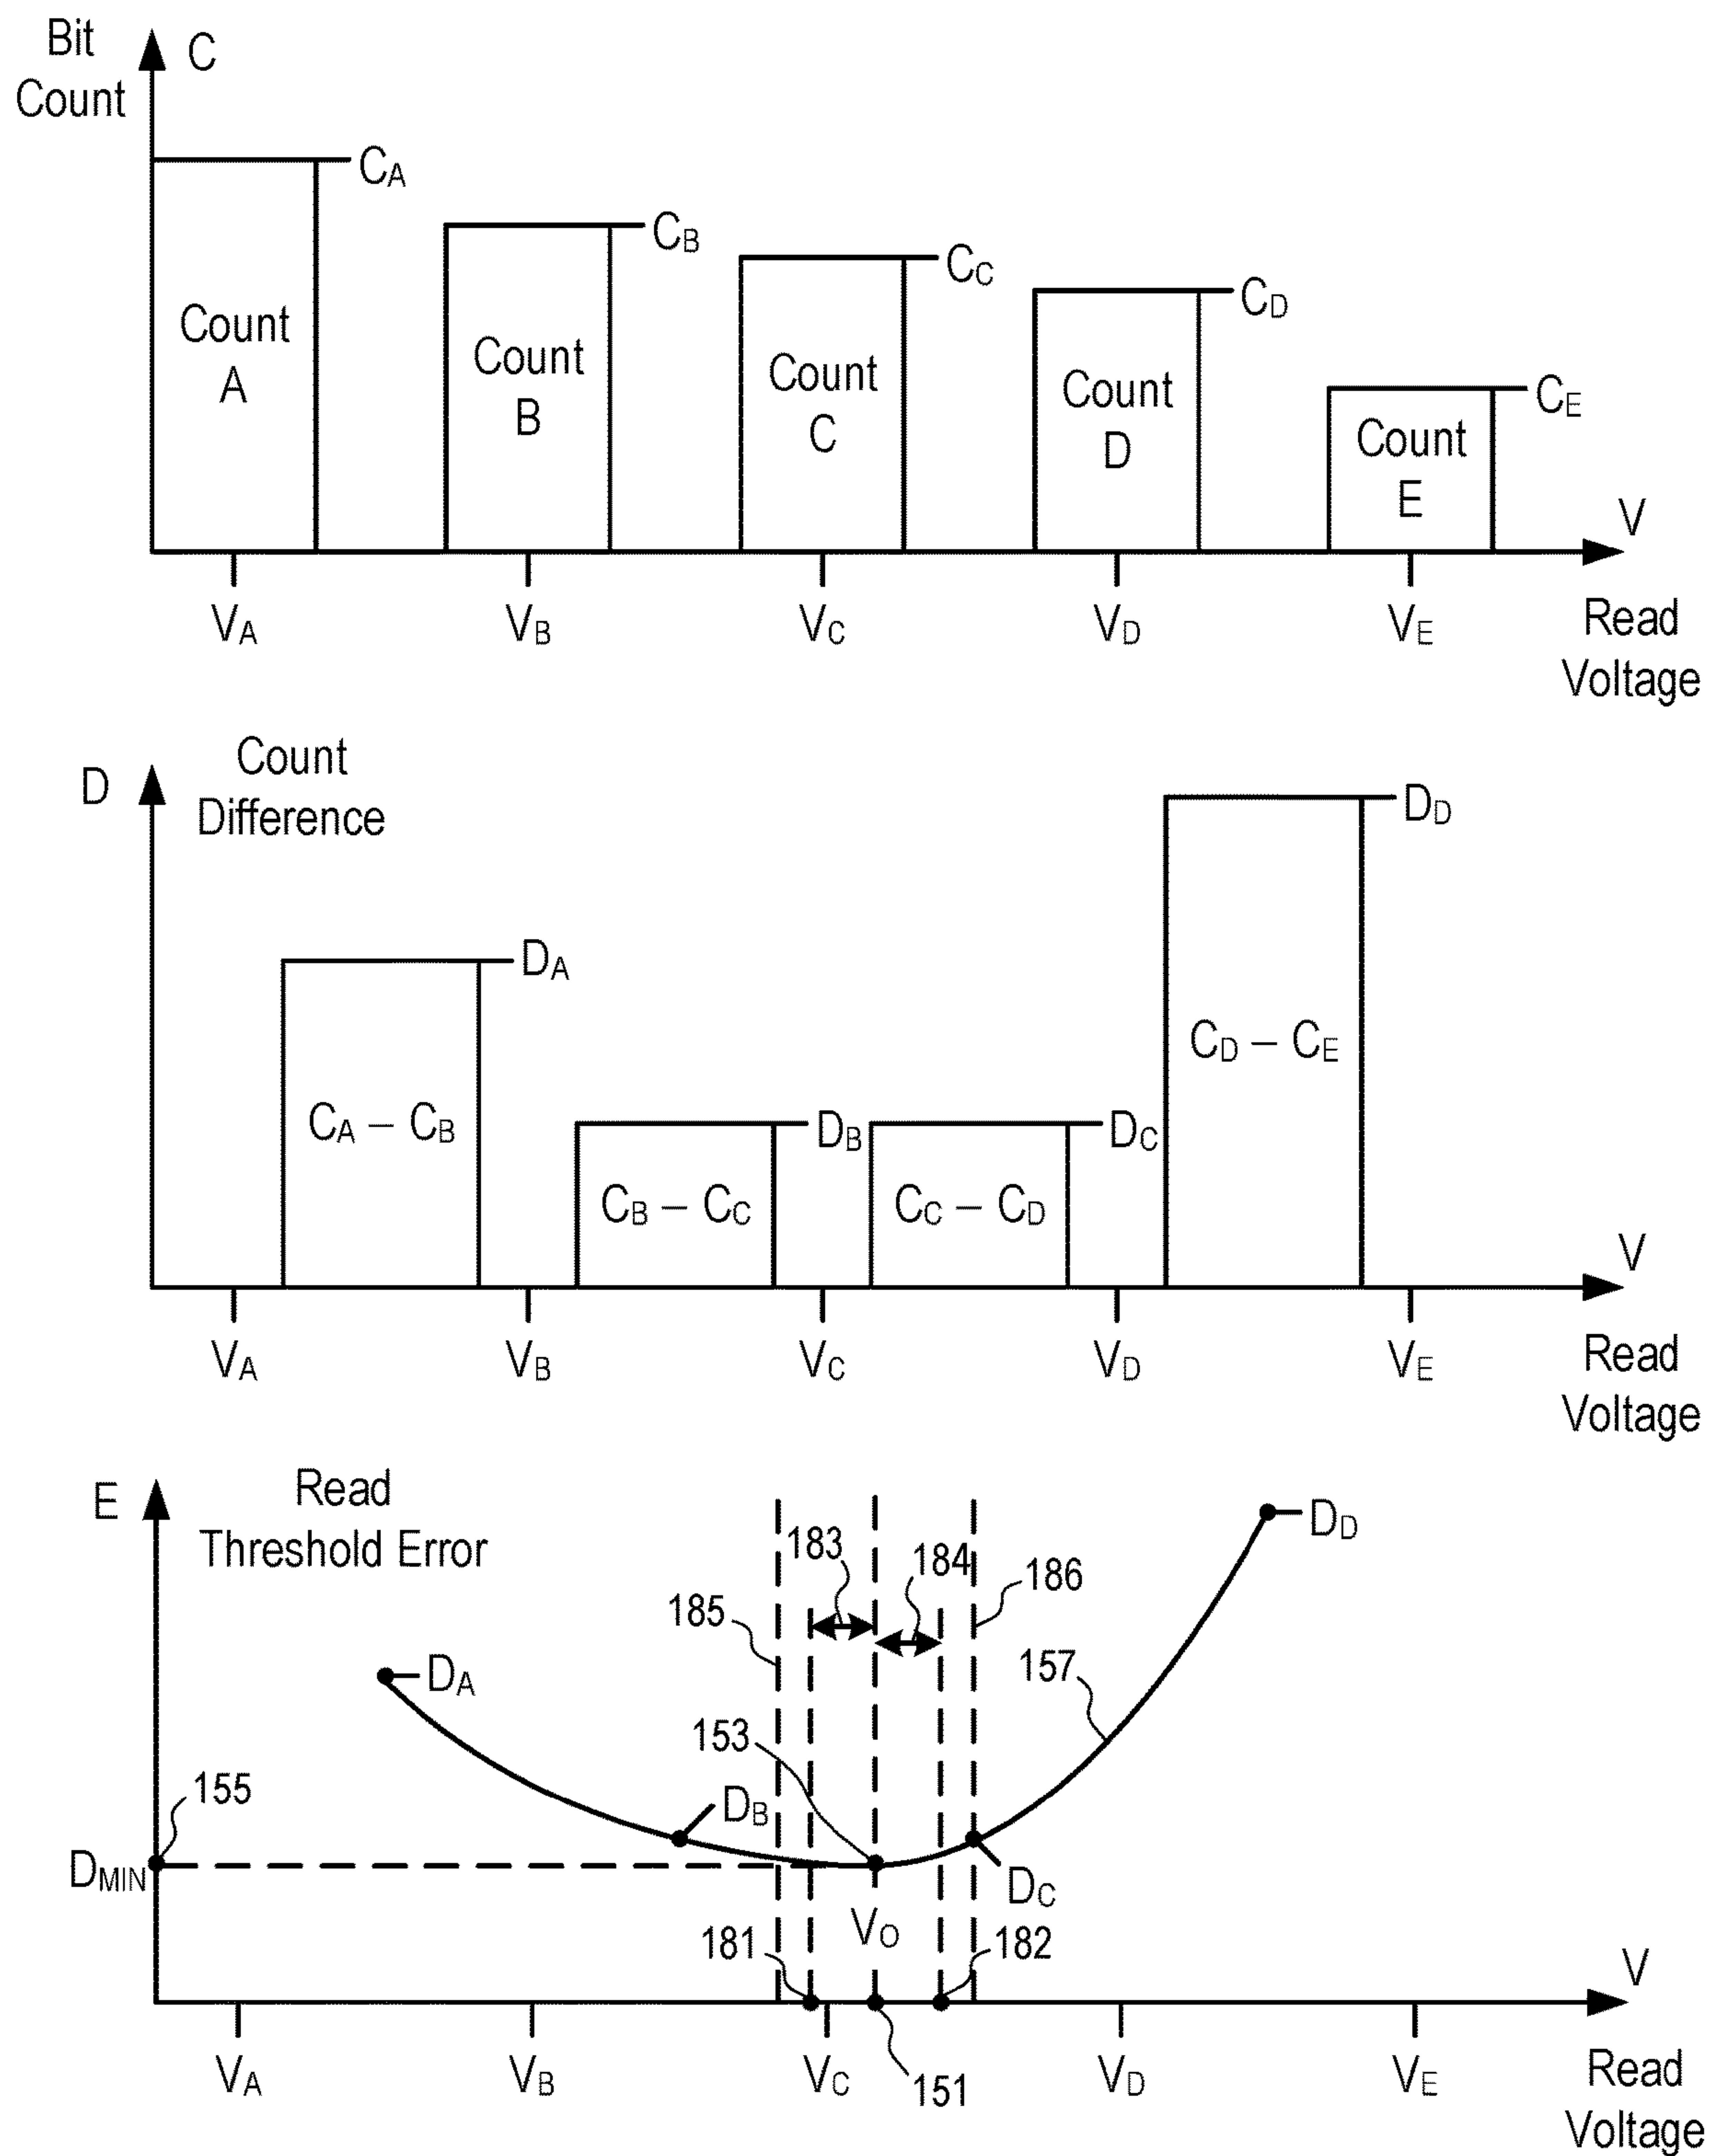 Bit
Count
C
CA
CB
CC
CD
CE
Count
A
Count
B
Count
C
Count
D
Count
E
V
VA
VB
VC
VD
VE
Read
Voltage
D
Count
Difference
DD
DA
CD – CE
CA – CB
DB
DC
CB – CC
CC – CD
V
VA
VB
VC
VD
VE
Read
Voltage
E
Read
Threshold Error
DD
183
184
186
185
157
DA
153
155
DB
DMIN
DC
VO
181
182
V
VA
VB
VC
151
VD
VE
Read
Voltage